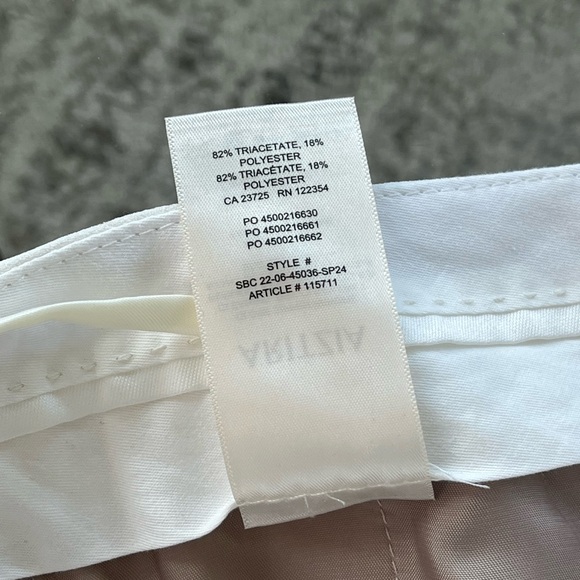 82% TRIACETATE, 18%
POLYESTER
82% TRIACÉTATE, 18%
POLYESTER
CA 23725 RN 122354
PO 4500216630
PO 4500216661
PO 4500216662
STYLE #
SBC 22-06-45036-SP24
ARTICLE # 115711
ARITZIA